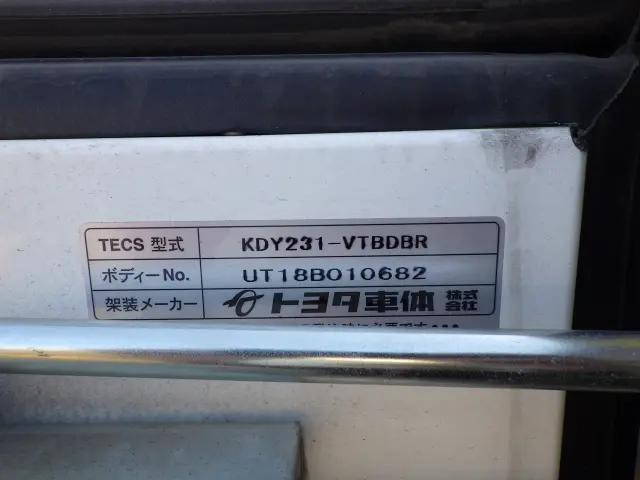 TECS 型式 KDY231-VTBDBR
ボディーNo. UT18B010682
架装メーカー トヨタ車体 株式会社